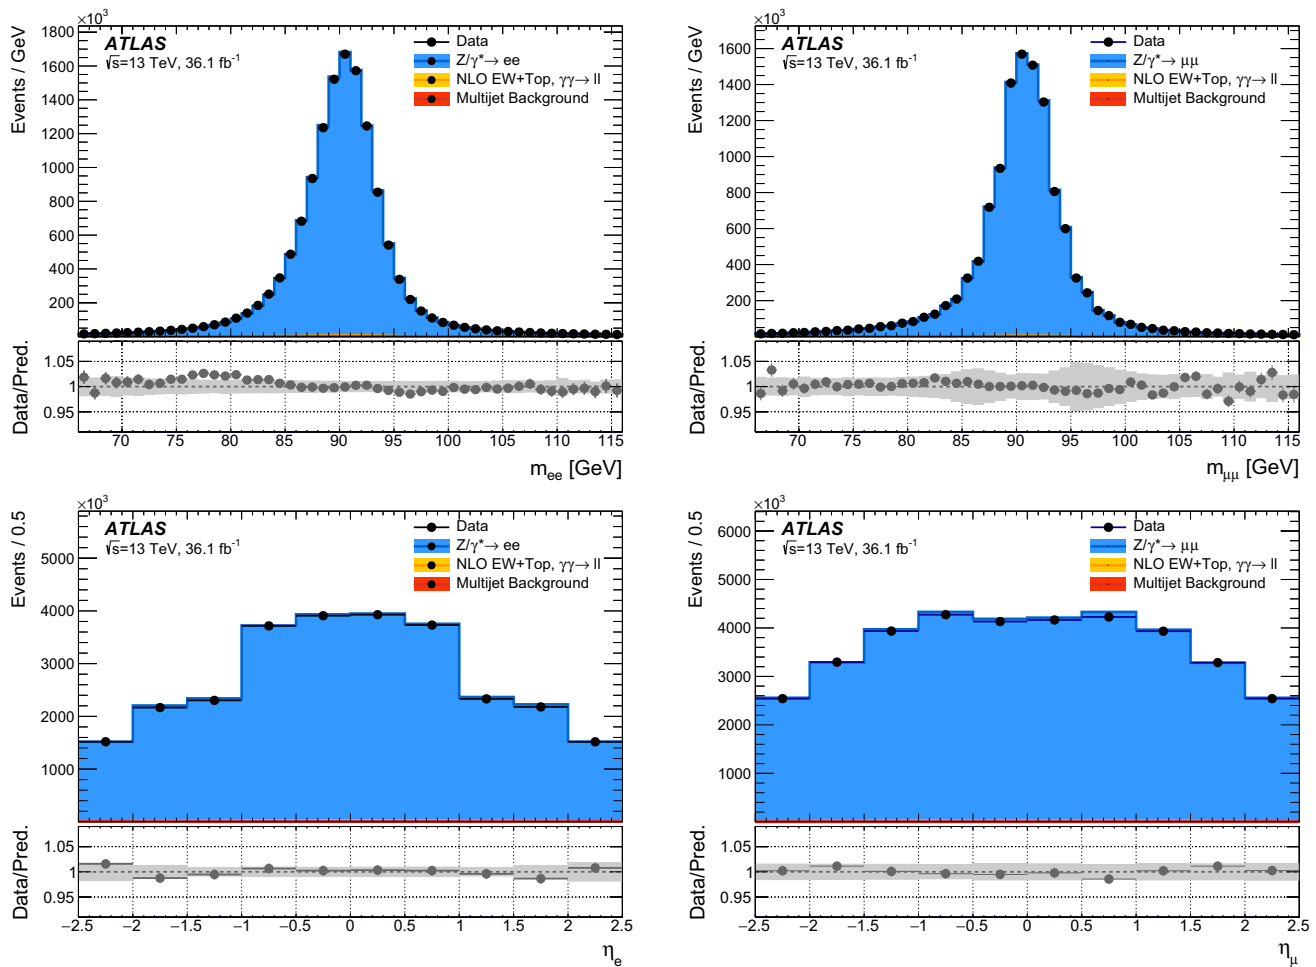 ×10³
Events / GeV
1800
1600
1400
1200
1000
800
600
400
200
ATLAS
√s=13 TeV, 36.1 fb⁻¹
Data
Z/γ*→ ee
NLO EW+Top, γγ→ ll
Multijet Background
Data/Pred.
1.05
1
0.95
70 75 80 85 90 95 100 105 110 115
m_ee [GeV]
×10³
Events / GeV
1600
1400
1200
1000
800
600
400
200
ATLAS
√s=13 TeV, 36.1 fb⁻¹
Data
Z/γ*→ μμ
NLO EW+Top, γγ→ ll
Multijet Background
Data/Pred.
1.05
1
0.95
70 75 80 85 90 95 100 105 110 115
m_μμ [GeV]
×10³
Events / 0.5
5000
4000
3000
2000
1000
ATLAS
√s=13 TeV, 36.1 fb⁻¹
Data
Z/γ*→ ee
NLO EW+Top, γγ→ ll
Multijet Background
Data/Pred.
1.05
1
0.95
−2.5 −2 −1.5 −1 −0.5 0 0.5 1 1.5 2 2.5
η_e
×10³
Events / 0.5
6000
5000
4000
3000
2000
1000
ATLAS
√s=13 TeV, 36.1 fb⁻¹
Data
Z/γ*→ μμ
NLO EW+Top, γγ→ ll
Multijet Background
Data/Pred.
1.05
1
0.95
−2.5 −2 −1.5 −1 −0.5 0 0.5 1 1.5 2 2.5
η_μ